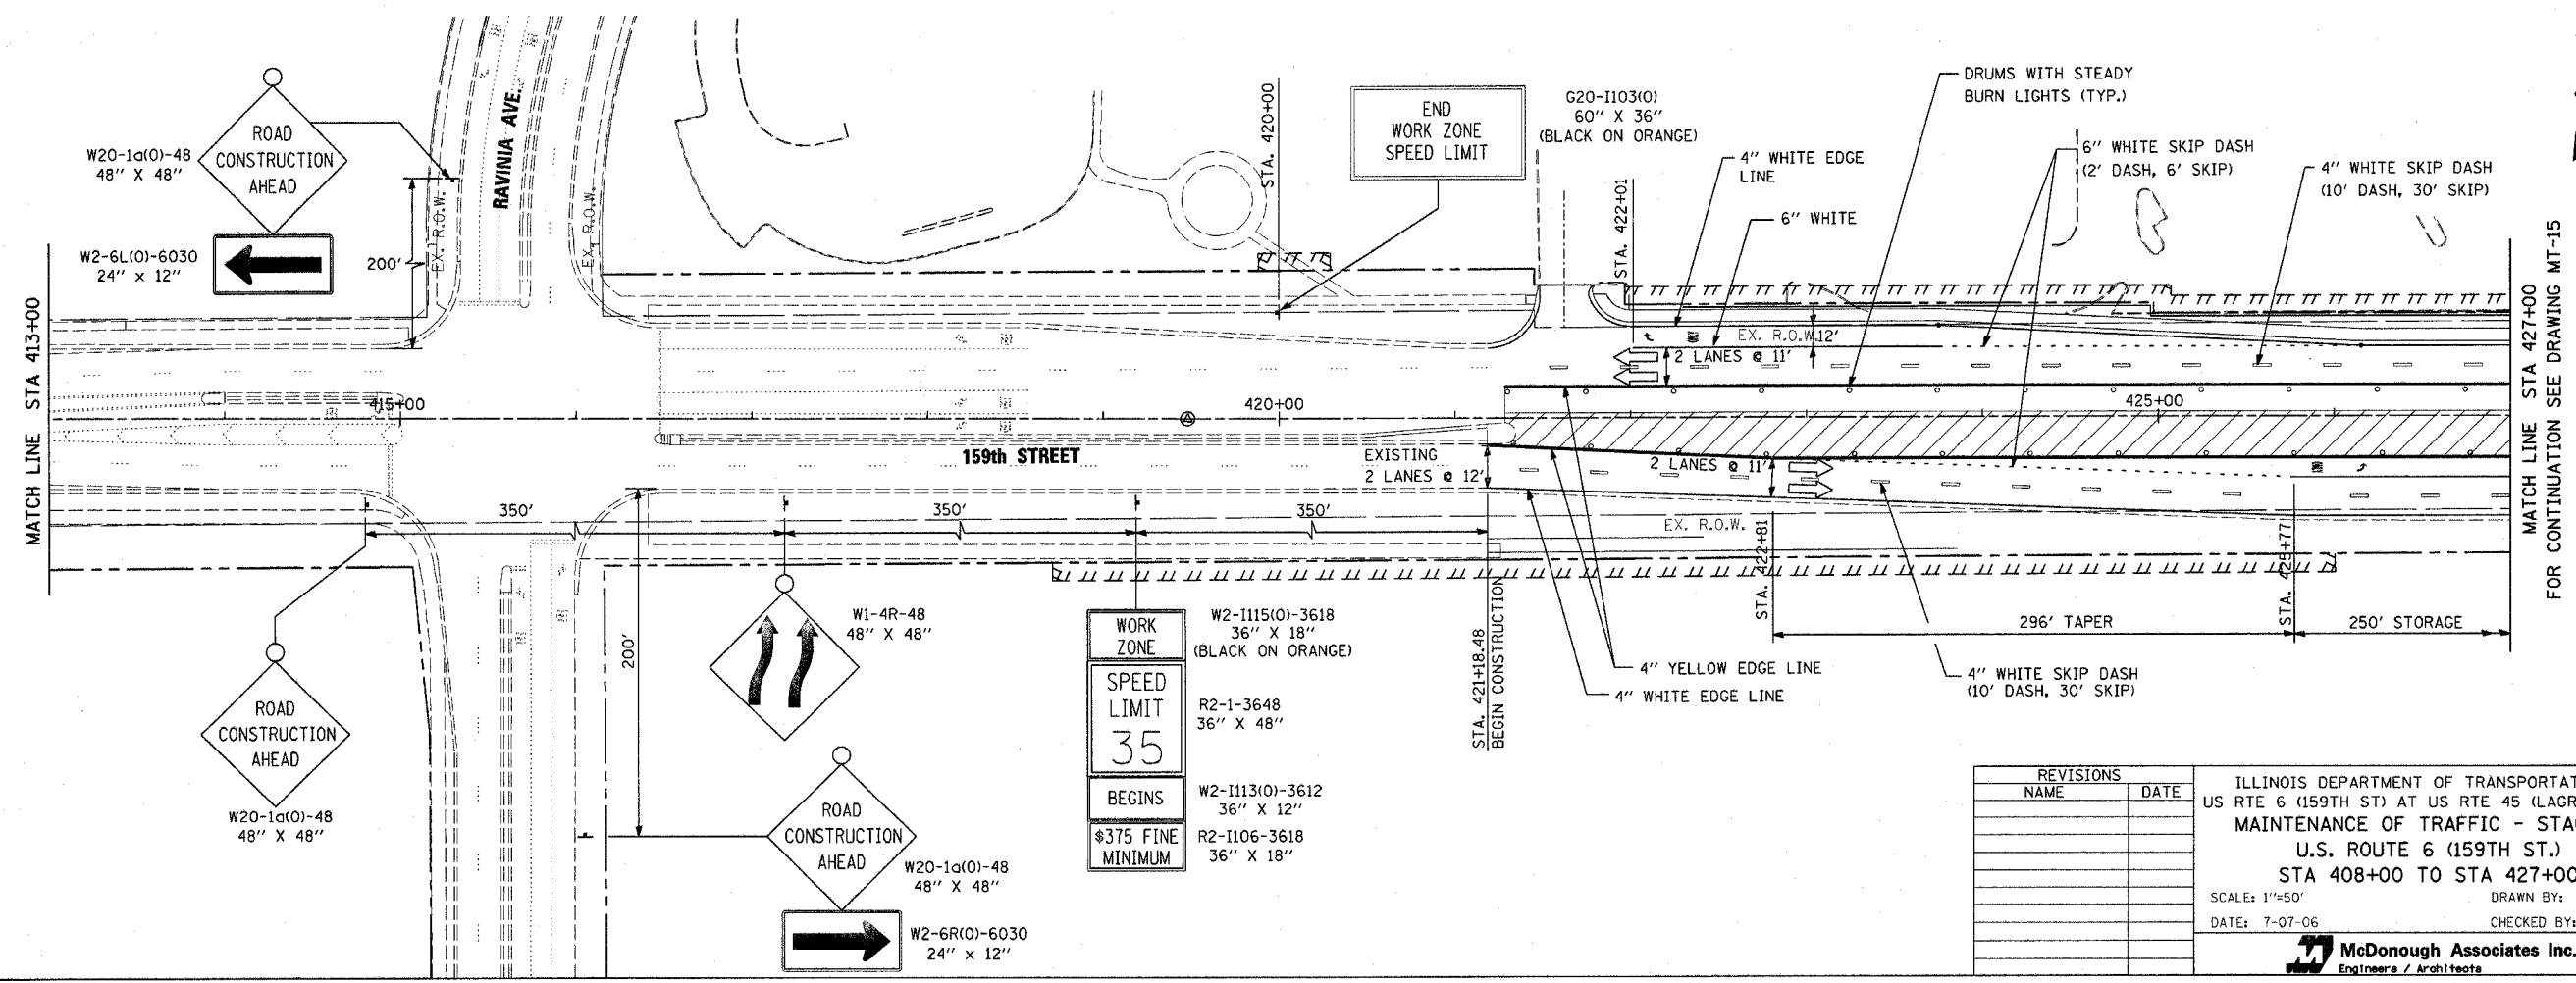 MATCH LINE STA 413+00
W20-1a(O)-48
48" X 48"
ROAD
CONSTRUCTION
AHEAD
W2-6L(O)-6030
24" x 12"
200'
EX. R.O.W.
RAVINIA AVE.
EX. R.O.W.
STA. 420+00
END
WORK ZONE
SPEED LIMIT
G20-I103(O)
60" X 36"
(BLACK ON ORANGE)
STA. 422+01
4" WHITE EDGE
LINE
6" WHITE
DRUMS WITH STEADY
BURN LIGHTS (TYP.)
6" WHITE SKIP DASH
(2' DASH, 6' SKIP)
4" WHITE SKIP DASH
(10' DASH, 30' SKIP)
EX. R.O.W.
12'
2 LANES @ 11'
415+00
420+00
425+00
159th STREET
EXISTING
2 LANES @ 12'
2 LANES @ 11'
350'
350'
350'
EX. R.O.W.
MATCH LINE STA 427+00
FOR CONTINUATION SEE DRAWING MT-15
ROAD
CONSTRUCTION
AHEAD
W20-1a(O)-48
48" X 48"
200'
W1-4R-48
48" X 48"
ROAD
CONSTRUCTION
AHEAD
W20-1a(O)-48
48" X 48"
W2-6R(O)-6030
24" x 12"
WORK
ZONE
W2-I115(O)-3618
36" X 18"
(BLACK ON ORANGE)
SPEED
LIMIT
35
R2-1-3648
36" X 48"
BEGINS
W2-I113(O)-3612
36" X 12"
$375 FINE
MINIMUM
R2-I106-3618
36" X 18"
STA. 421+18.48
BEGIN CONSTRUCTION
4" YELLOW EDGE LINE
4" WHITE EDGE LINE
STA. 422+81
296' TAPER
STA. 425+77
250' STORAGE
4" WHITE SKIP DASH
(10' DASH, 30' SKIP)
REVISIONS
NAME DATE
ILLINOIS DEPARTMENT OF TRANSPORTAT
US RTE 6 (159TH ST) AT US RTE 45 (LAGR
MAINTENANCE OF TRAFFIC - STA
U.S. ROUTE 6 (159TH ST.)
STA 408+00 TO STA 427+00
SCALE: 1"=50'
DRAWN BY:
DATE: 7-07-06
CHECKED BY:
McDonough Associates Inc.
Engineers / Architects